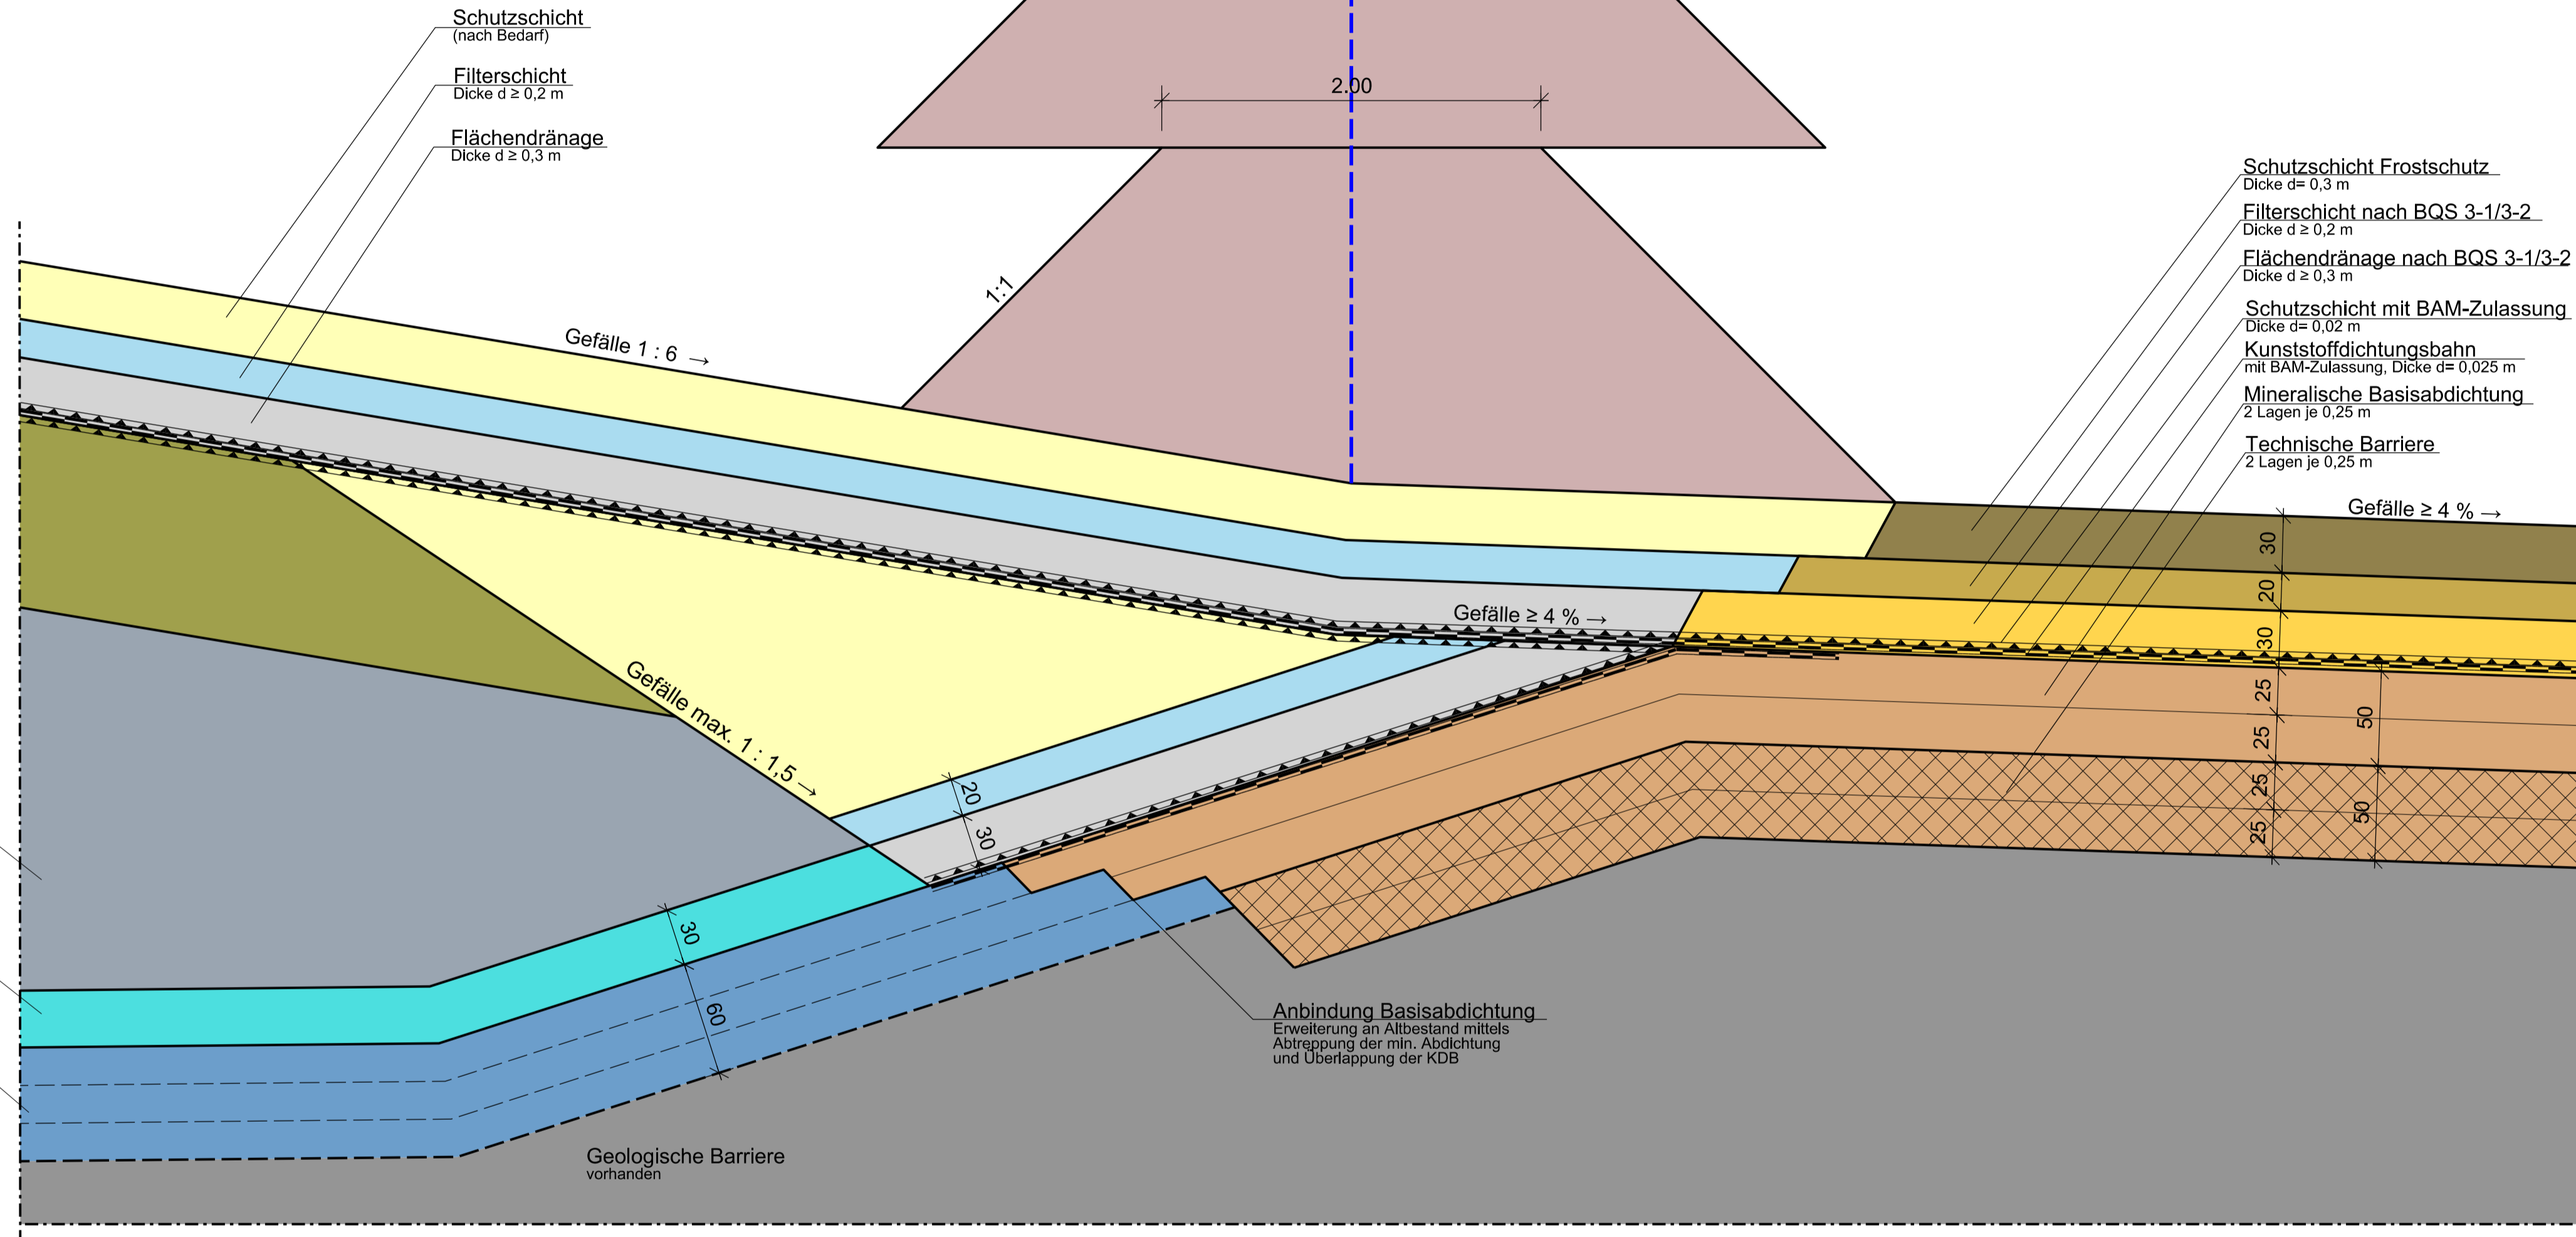 Schutzschicht
(nach Bedarf)
Filterschicht
Dicke d ≥ 0,2 m
Flächendränage
Dicke d ≥ 0,3 m
2.00
1:1
Gefälle 1 : 6 →
Schutzschicht Frostschutz
Dicke d= 0,3 m
Filterschicht nach BQS 3-1/3-2
Dicke d ≥ 0,2 m
Flächendränage nach BQS 3-1/3-2
Dicke d ≥ 0,3 m
Schutzschicht mit BAM-Zulassung
Dicke d= 0,02 m
Kunststoffdichtungsbahn
mit BAM-Zulassung, Dicke d= 0,025 m
Mineralische Basisabdichtung
2 Lagen je 0,25 m
Technische Barriere
2 Lagen je 0,25 m
Gefälle ≥ 4 % →
30
20
30
25
25
25
25
50
50
Gefälle ≥ 4 % →
Gefälle max. 1 : 1,5 →
20
30
30
60
Anbindung Basisabdichtung
Erweiterung an Altbestand mittels
Abtreppung der min. Abdichtung
und Überlappung der KDB
Geologische Barriere
vorhanden